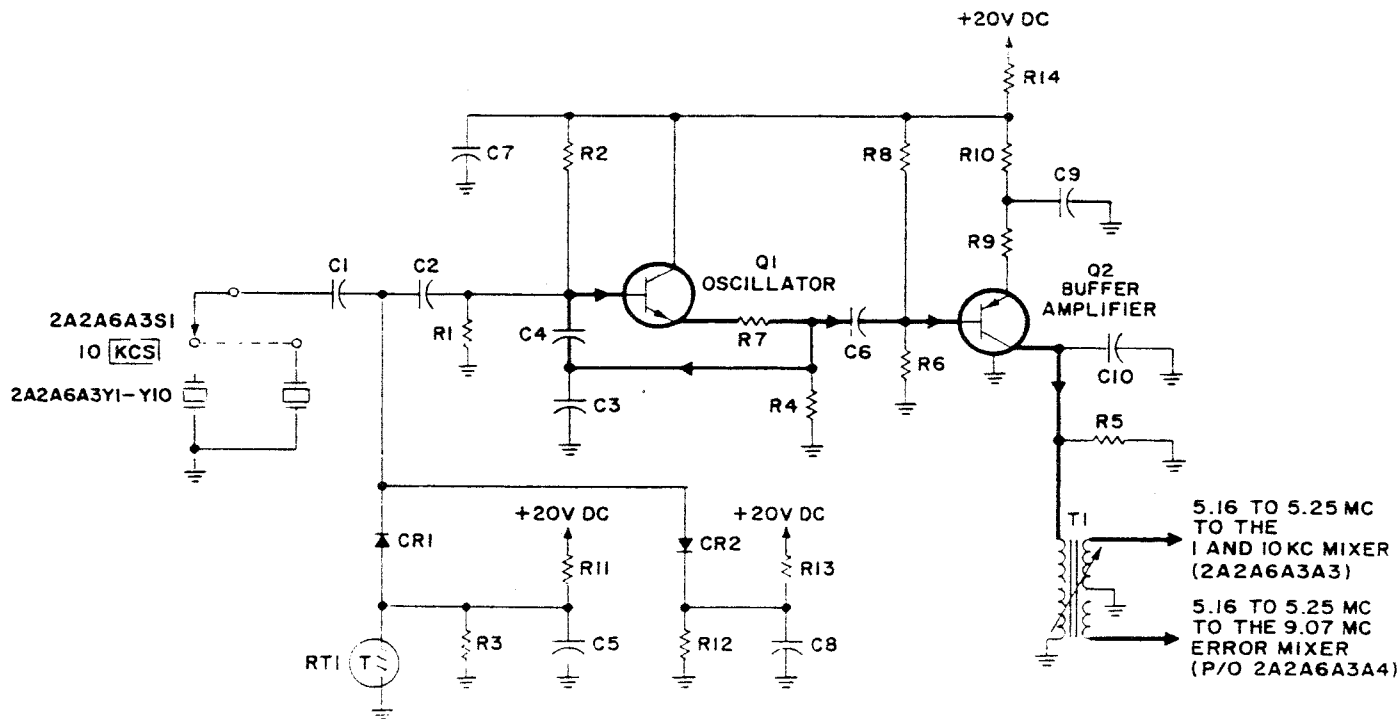 +20V DC
R14
C7
R2
R8
R10
C9
R9
C1
C2
Q1
OSCILLATOR
Q2
BUFFER
AMPLIFIER
2A2A6A3S1
10 KCS
2A2A6A3Y1-Y10
R1
C4
R7
C6
R6
C10
C3
R4
R5
+20V DC
+20V DC
CR1
R11
CR2
R13
T1
5.16 TO 5.25 MC
TO THE
1 AND 10 KC MIXER
(2A2A6A3A3)
5.16 TO 5.25 MC
TO THE 9.07 MC
ERROR MIXER
(P/O 2A2A6A3A4)
RT1
T
R3
C5
R12
C8